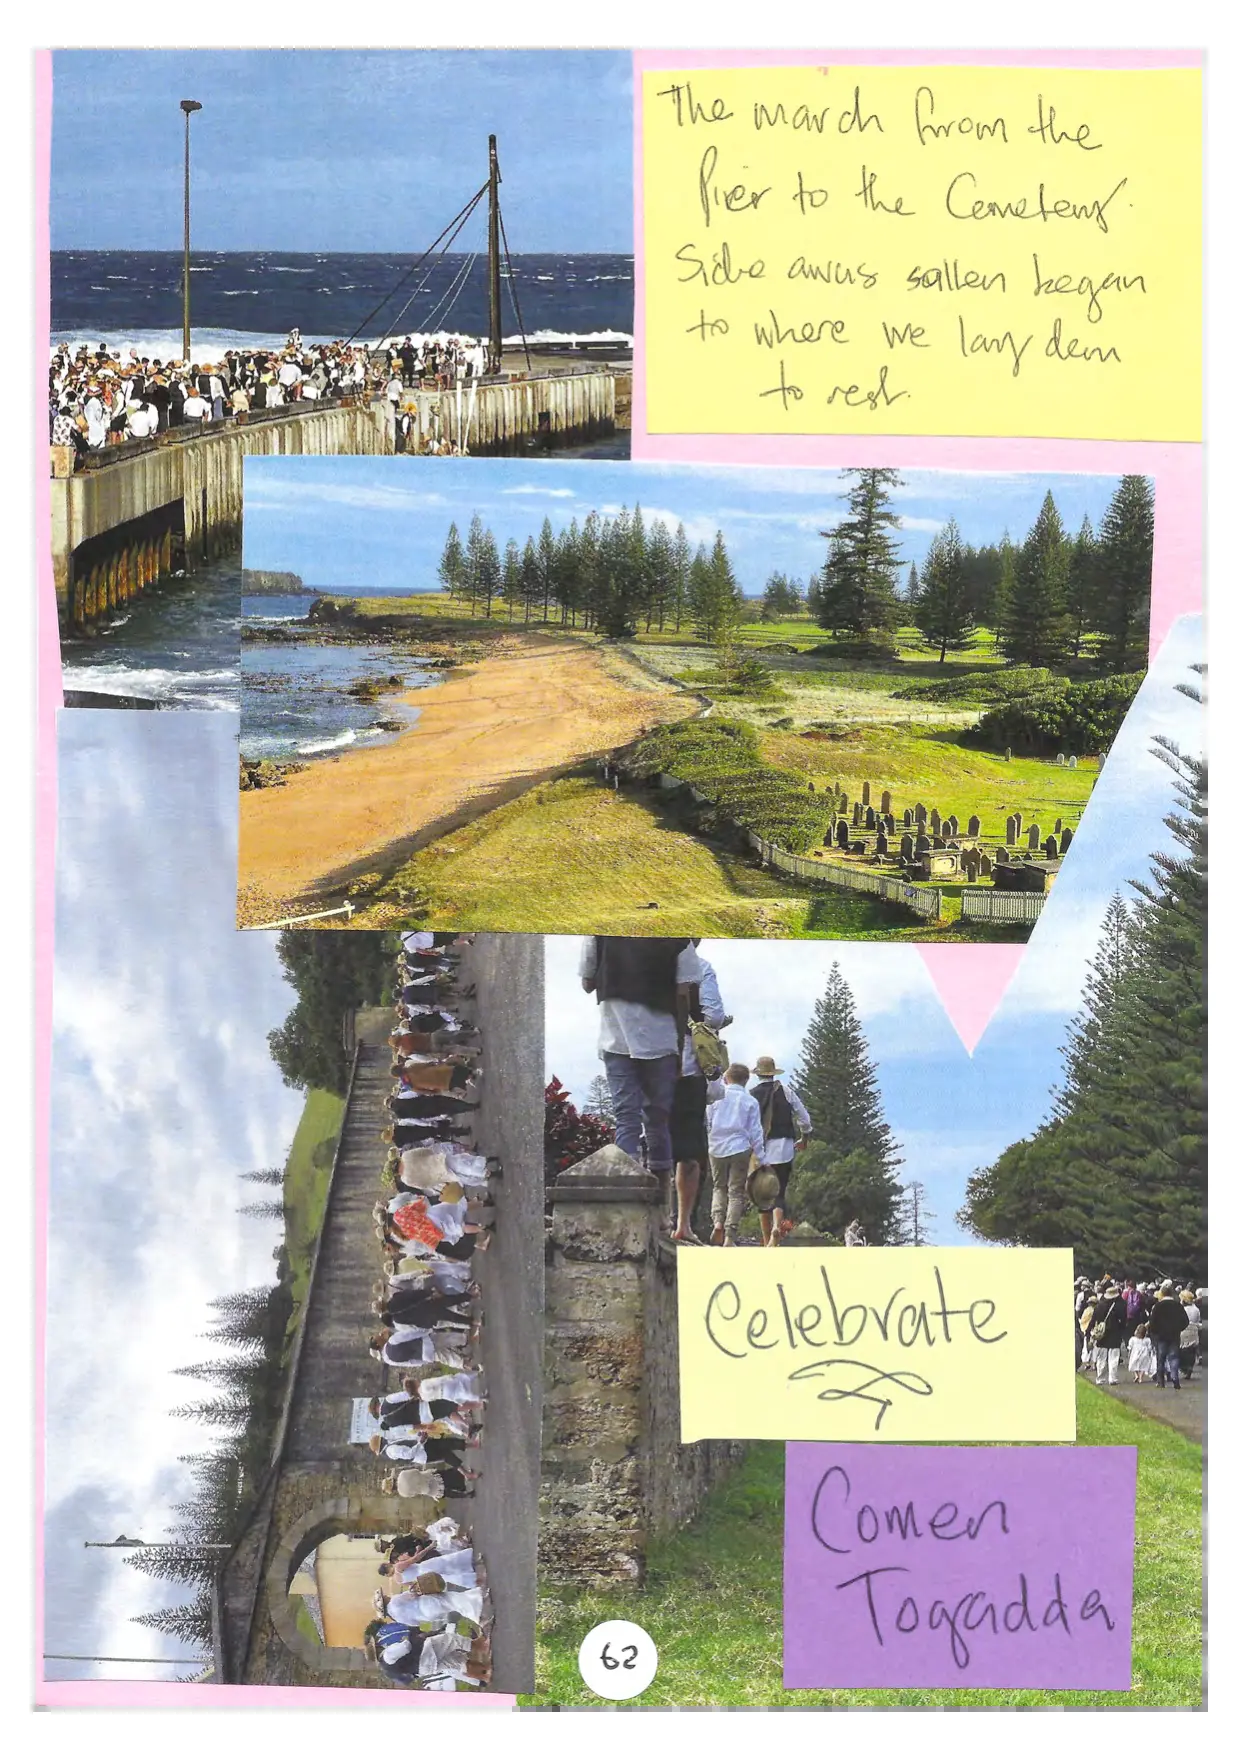 The march from the
Pier to the Cemetery.
Side awus sallen began
to where we lay dem
to rest.
Celebrate
Comen
Togadda
62